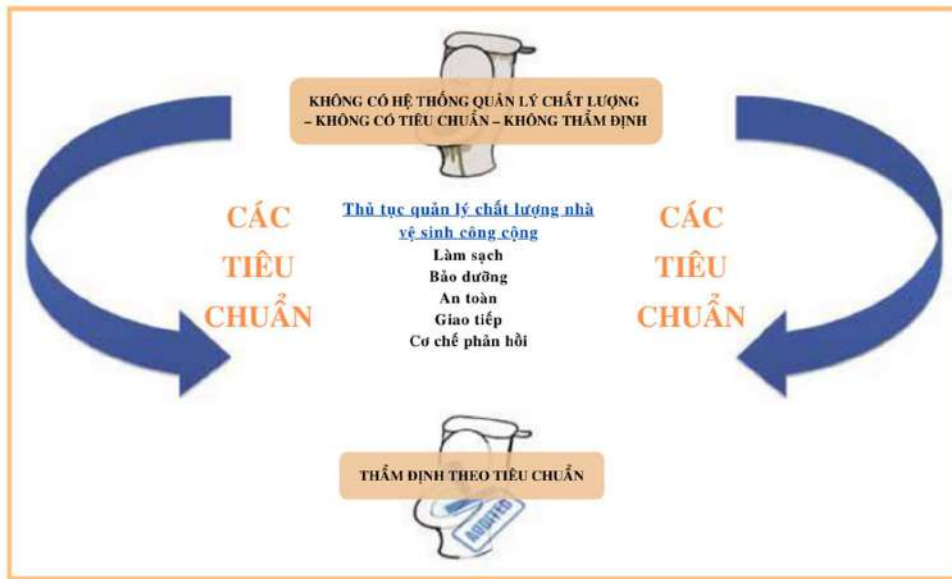 KHÔNG CÓ HỆ THỐNG QUẢN LÝ CHẤT LƯỢNG
– KHÔNG CÓ TIÊU CHUẨN – KHÔNG THẨM ĐỊNH
CÁC
TIÊU
CHUẨN
Thủ tục quản lý chất lượng nhà
vệ sinh công cộng
Làm sạch
Bảo dưỡng
An toàn
Giao tiếp
Cơ chế phản hồi
CÁC
TIÊU
CHUẨN
THẨM ĐỊNH THEO TIÊU CHUẨN
AUDITED